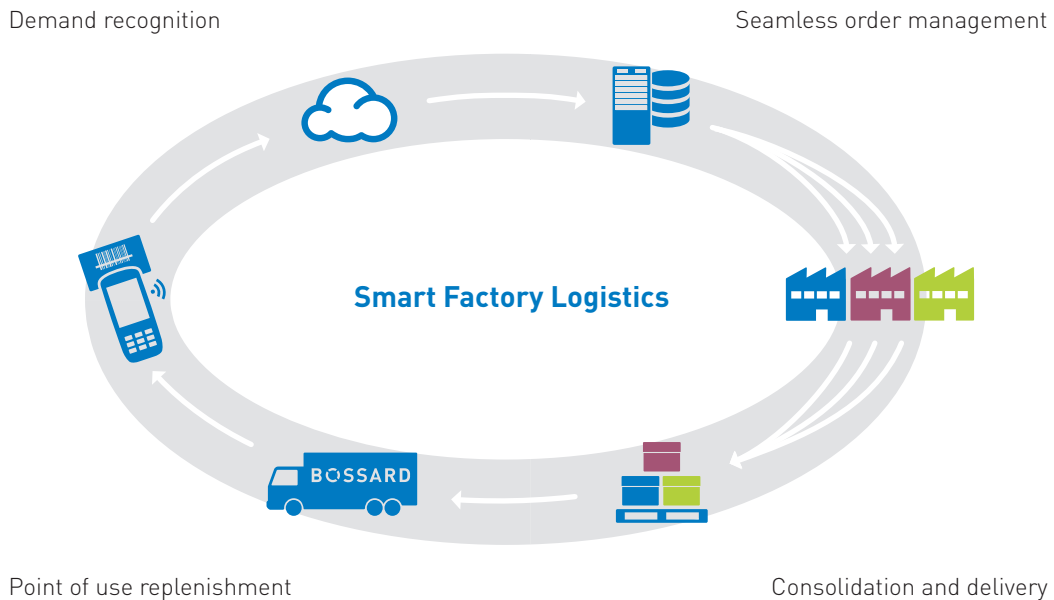 Demand recognition
Seamless order management
Smart Factory Logistics
BOSSARD
Point of use replenishment
Consolidation and delivery